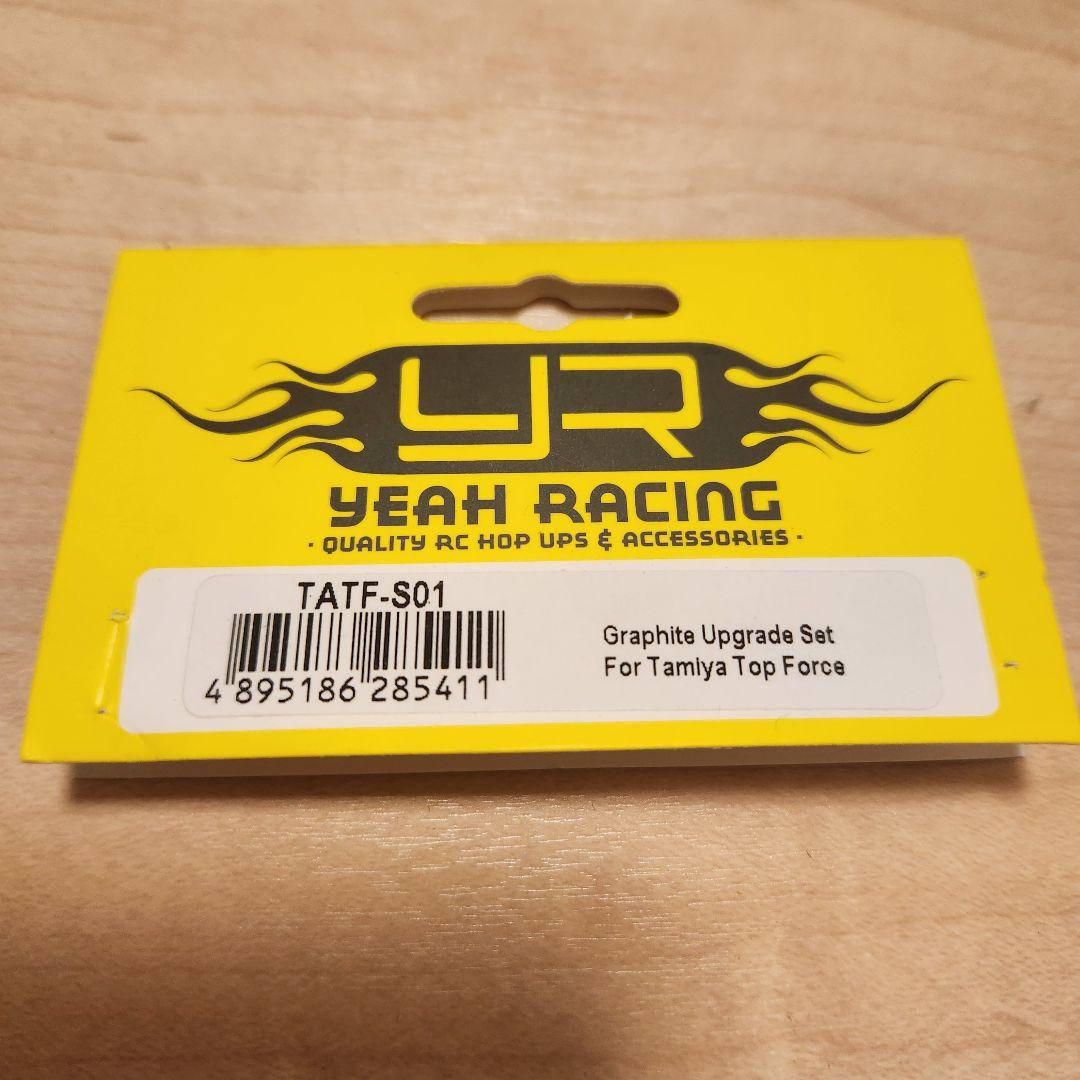 YR
YEAH RACING
· QUALITY RC HOP UPS & ACCESSORIES ·
TATF-S01
4 895186 285411
Graphite Upgrade Set
For Tamiya Top Force